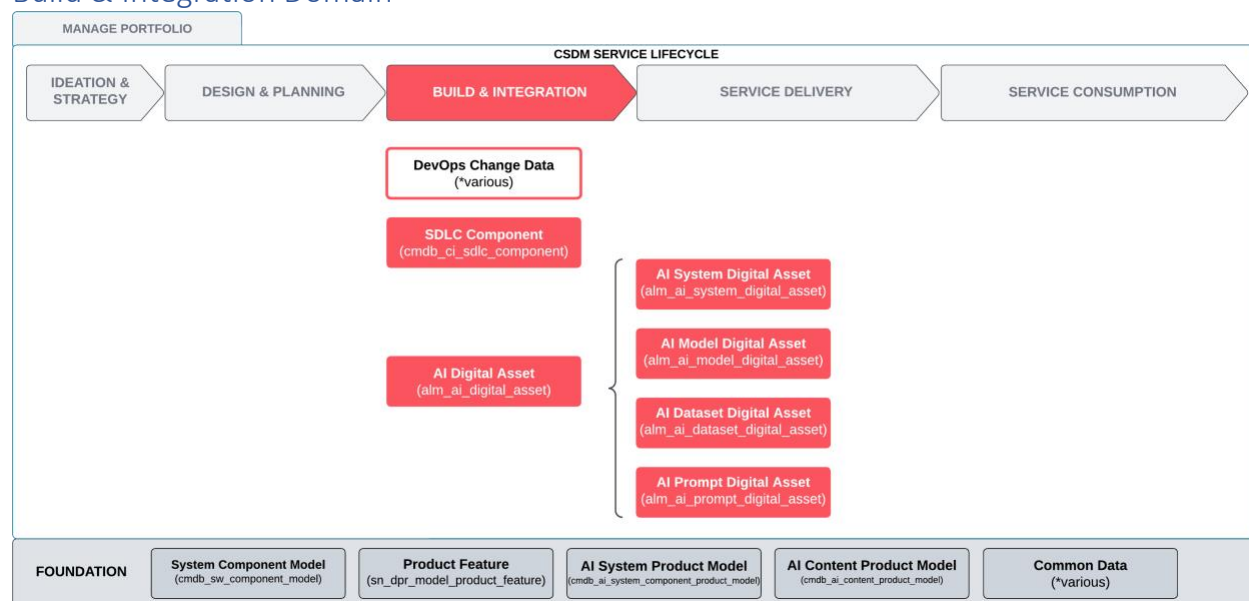 Build & Integration Domain
MANAGE PORTFOLIO
CSDM SERVICE LIFECYCLE
IDEATION &
STRATEGY
DESIGN & PLANNING
BUILD & INTEGRATION
SERVICE DELIVERY
SERVICE CONSUMPTION
DevOps Change Data
(*various)
SDLC Component
(cmdb_ci_sdlc_component)
AI System Digital Asset
(alm_ai_system_digital_asset)
AI Model Digital Asset
(alm_ai_model_digital_asset)
AI Digital Asset
(alm_ai_digital_asset)
AI Dataset Digital Asset
(alm_ai_dataset_digital_asset)
AI Prompt Digital Asset
(alm_ai_prompt_digital_asset)
FOUNDATION
System Component Model
(cmdb_sw_component_model)
Product Feature
(sn_dpr_model_product_feature)
AI System Product Model
(cmdb_ai_system_component_product_model)
AI Content Product Model
(cmdb_ai_content_product_model)
Common Data
(*various)